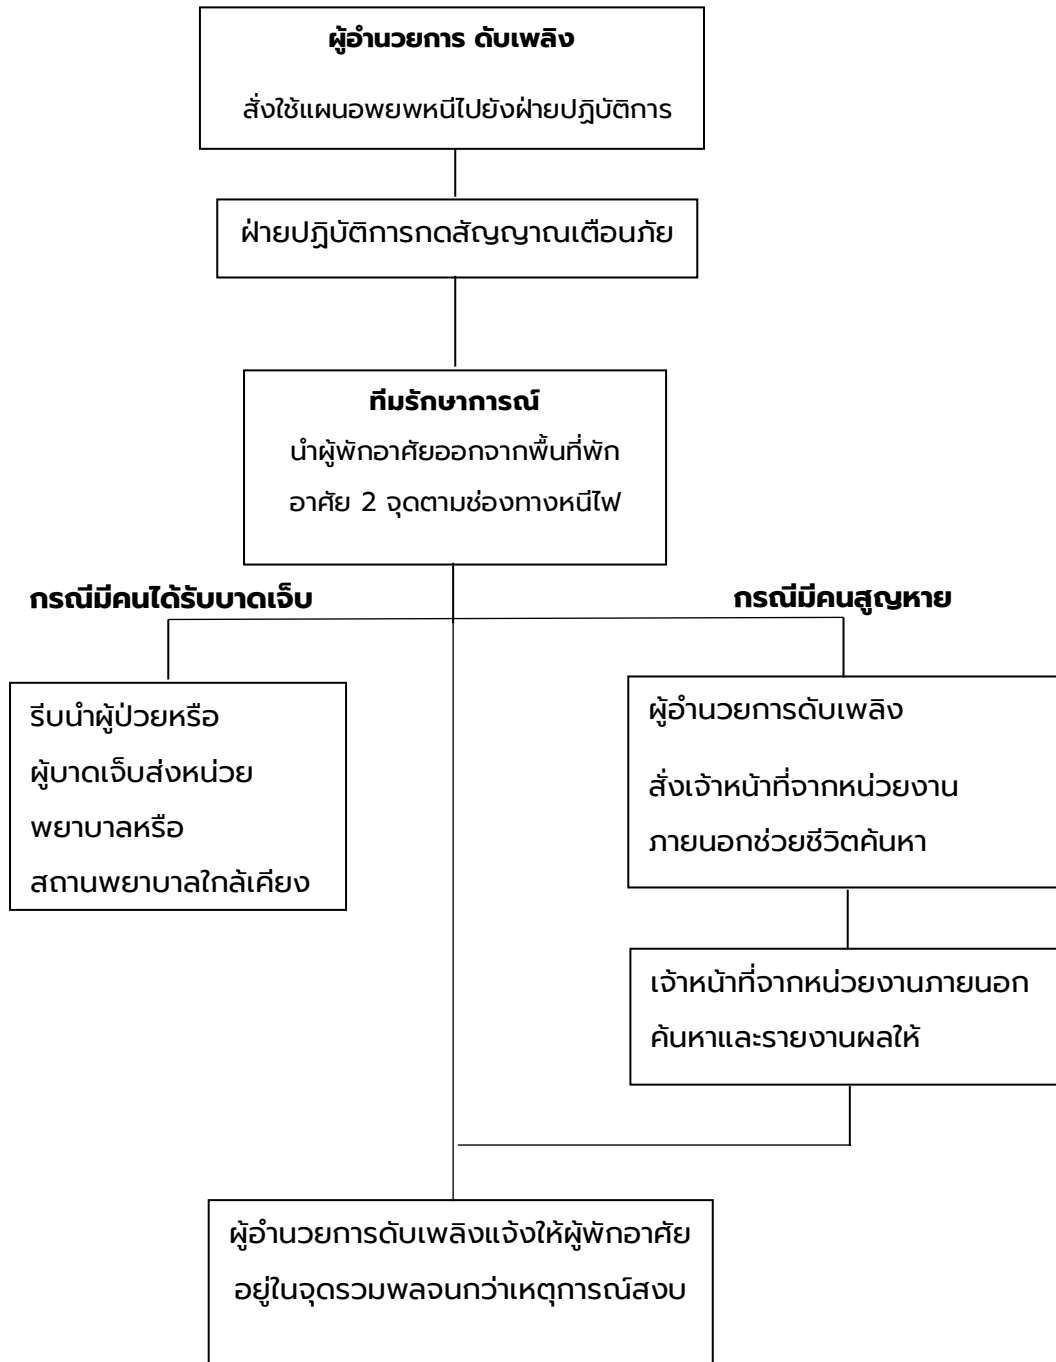 ผู้อำนวยการ ดับเพลิง
สั่งใช้แผนอพยพหนีไปยังฝ่ายปฏิบัติการ
ฝ่ายปฏิบัติการกดสัญญาณเตือนภัย
ทีมรักษาการณ์
นำผู้พักอาศัยออกจากพื้นที่พัก
อาศัย 2 จุดตามช่องทางหนีไฟ
กรณีมีคนได้รับบาดเจ็บ
กรณีมีคนสูญหาย
รีบนำผู้ป่วยหรือ
ผู้บาดเจ็บส่งหน่วย
พยาบาลหรือ
สถานพยาบาลใกล้เคียง
ผู้อำนวยการดับเพลิง
สั่งเจ้าหน้าที่จากหน่วยงาน
ภายนอกช่วยชีวิตค้นหา
เจ้าหน้าที่จากหน่วยงานภายนอก
ค้นหาและรายงานผลให้
ผู้อำนวยการดับเพลิงแจ้งให้ผู้พักอาศัย
อยู่ในจุดรวมพลจนกว่าเหตุการณ์สงบ